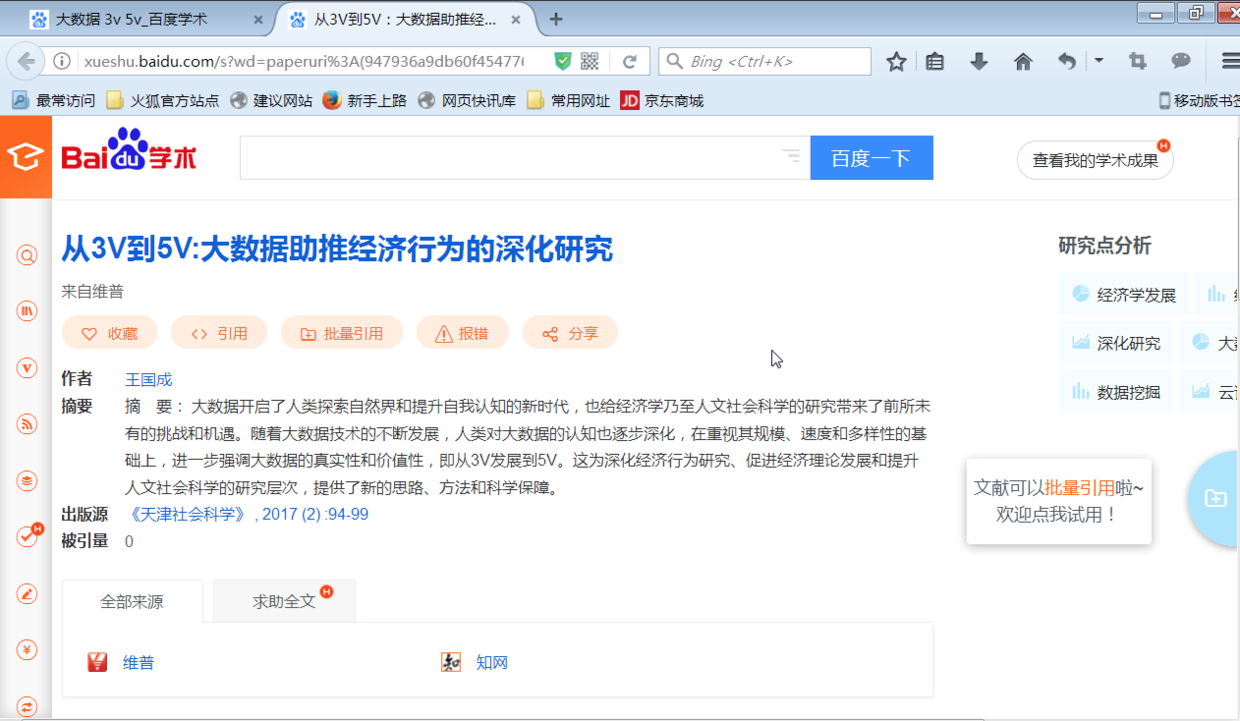 大数据 3v 5v_百度学术
从3V到5V：大数据助推经济...
xueshu.baidu.com/s?wd=paperuri%3A(947936a9db60f454776
Bing <Ctrl+K>
最常访问 火狐官方站点 建议网站 新手上路 网页快讯库 常用网址 JD 京东商城 移动版书签
Bai du 学术
百度一下
查看我的学术成果
H
从3V到5V:大数据助推经济行为的深化研究
来自维普
收藏 引用 批量引用 报错 分享
作者 王国成
摘要 摘 要： 大数据开启了人类探索自然界和提升自我认知的新时代，也给经济学乃至人文社会科学的研究带来了前所未
有的挑战和机遇。随着大数据技术的不断发展，人类对大数据的认知也逐步深化，在重视其规模、速度和多样性的基
础上，进一步强调大数据的真实性和价值性，即从3V发展到5V。这为深化经济行为研究、促进经济理论发展和提升
人文社会科学的研究层次，提供了新的思路、方法和科学保障。
出版源 《天津社会科学》 , 2017 (2) :94-99
被引量 0
全部来源 求助全文 H
维普 知网
研究点分析
经济学发展
深化研究 大数
数据挖掘 云
文献可以批量引用啦~
欢迎点我试用！